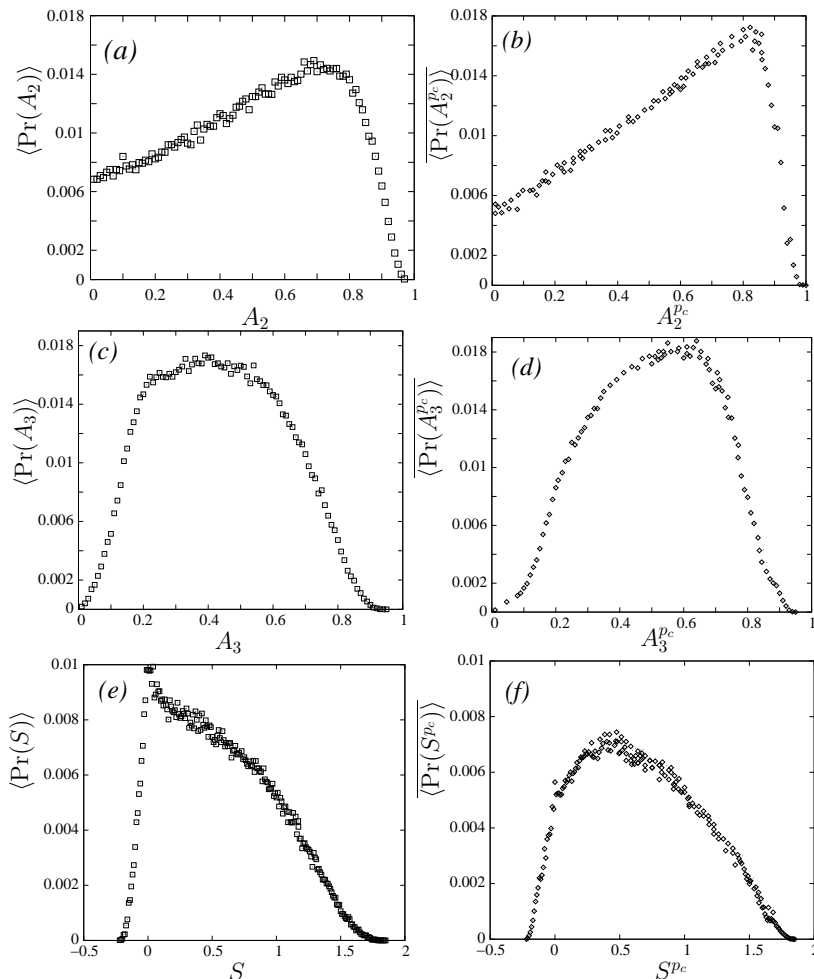 (a)
⟨Pr(A₂)⟩
0.018
0.014
0.01
0.006
0.002
0
0 0.2 0.4 0.6 0.8 1
A₂
(b)
⟨Pr(A₂^{p_c})⟩
0.018
0.014
0.01
0.006
0.002
0
0 0.2 0.4 0.6 0.8 1
A₂^{p_c}
(c)
⟨Pr(A₃)⟩
0.018
0.014
0.01
0.006
0.002
0
0 0.2 0.4 0.6 0.8 1
A₃
(d)
⟨Pr(A₃^{p_c})⟩
0.018
0.014
0.01
0.006
0.002
0
0 0.2 0.4 0.6 0.8 1
A₃^{p_c}
(e)
⟨Pr(S)⟩
0.01
0.008
0.006
0.004
0.002
0
−0.5 0 0.5 1 1.5 2
S
(f)
⟨Pr(S^{p_c})⟩
0.01
0.008
0.006
0.004
0.002
0
−0.5 0 0.5 1 1.5 2
S^{p_c}